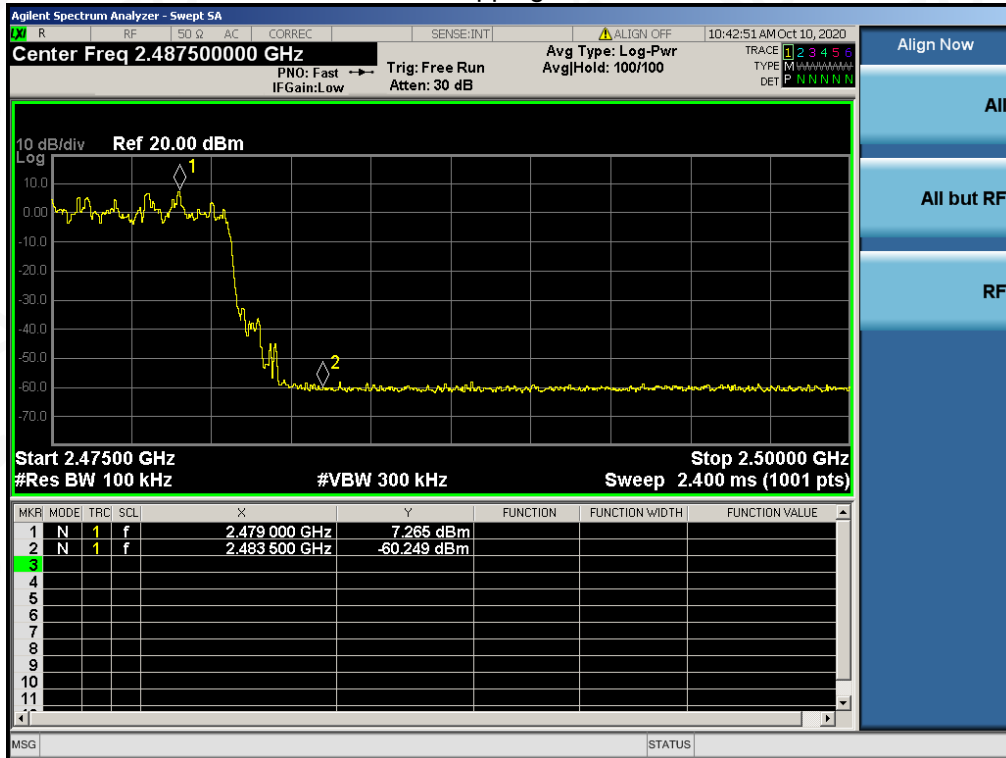 Agilent Spectrum Analyzer - Swept SA
LXI R RF 50 Ω AC CORREC SENSE:INT ALIGN OFF 10:42:51 AM Oct 10, 2020
Center Freq 2.487500000 GHz
PNO: Fast Trig: Free Run Avg Type: Log-Pwr TRACE 1 2 3 4 5 6
IFGain:Low Atten: 30 dB Avg|Hold: 100/100 TYPE M WWWWW
DET P N N N N N
Align Now
All
All but RF
RF
10 dB/div Ref 20.00 dBm
Log
10.0
0.00
-10.0
-20.0
-30.0
-40.0
-50.0
-60.0
-70.0
1
2
Start 2.47500 GHz Stop 2.50000 GHz
#Res BW 100 kHz #VBW 300 kHz Sweep 2.400 ms (1001 pts)
MKR MODE TRC SCL X Y FUNCTION FUNCTION WIDTH FUNCTION VALUE
1 N 1 f 2.479 000 GHz 7.265 dBm
2 N 1 f 2.483 500 GHz -60.249 dBm
3
4
5
6
7
8
9
10
11
MSG STATUS